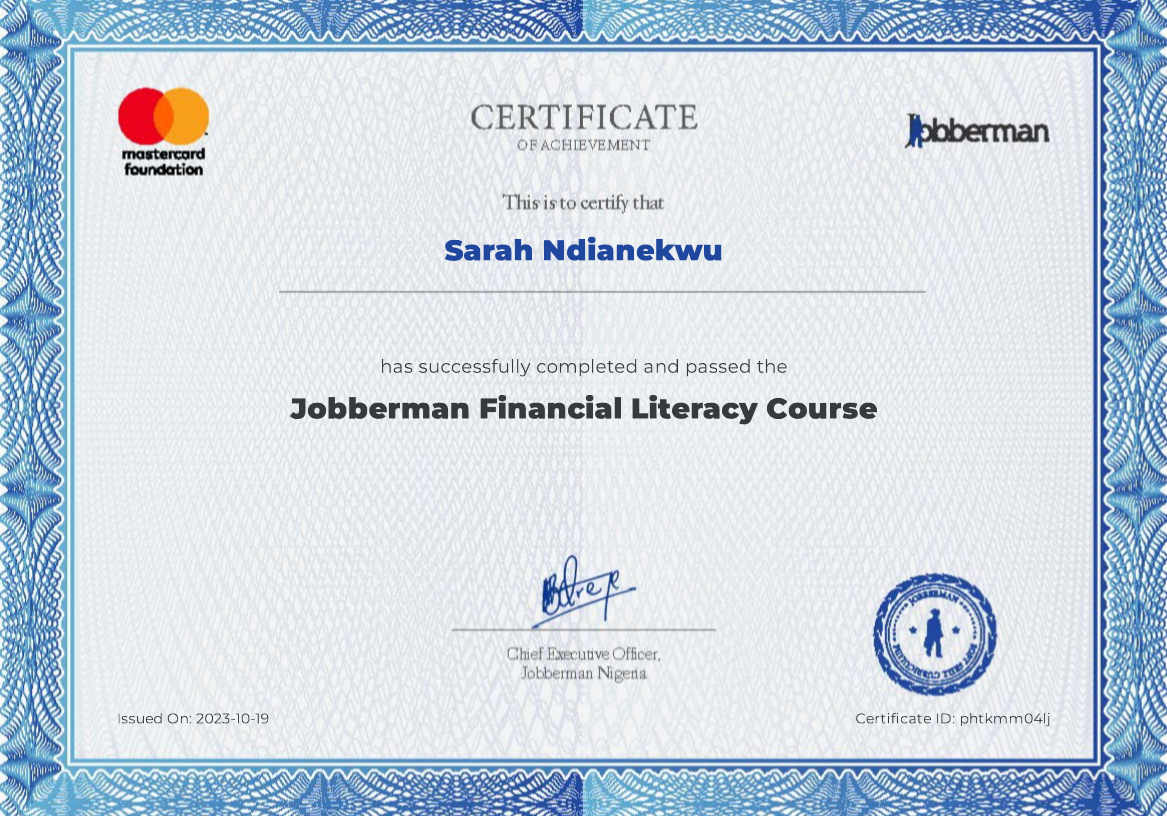 mastercard
foundation
CERTIFICATE
OF ACHIEVEMENT
Jobberman
This is to certify that
Sarah Ndianekwu
has successfully completed and passed the
Jobberman Financial Literacy Course
Chief Executive Officer,
Jobberman Nigeria
JOBBERMAN
SOFT SKILL CURRICULUM
Issued On: 2023-10-19
Certificate ID: phtkmm04lj